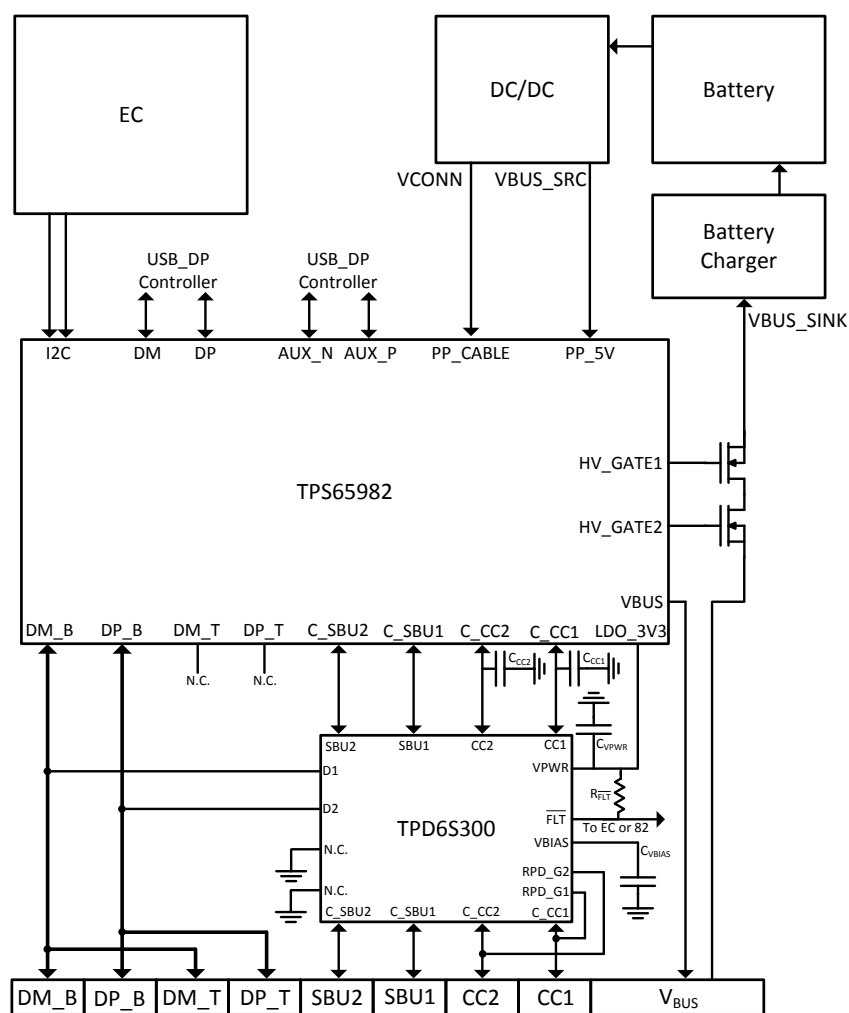 EC
DC/DC
Battery
VCONN
VBUS_SRC
Battery
Charger
USB_DP
Controller
USB_DP
Controller
VBUS_SINK
I2C
DM
DP
AUX_N
AUX_P
PP_CABLE
PP_5V
HV_GATE1
TPS65982
HV_GATE2
VBUS
DM_B
DP_B
DM_T
DP_T
C_SBU2
C_SBU1
C_CC2
C_CC1
LDO_3V3
N.C.
N.C.
CCC2
CCC1
CVPWR
SBU2
SBU1
CC2
CC1
VPWR
D1
RFLT
D2
FLT
To EC or 82
TPD6S300
VBIAS
CVBIAS
N.C.
RPD_G2
N.C.
RPD_G1
C_SBU2
C_SBU1
C_CC2
C_CC1
DM_B
DP_B
DM_T
DP_T
SBU2
SBU1
CC2
CC1
VBUS